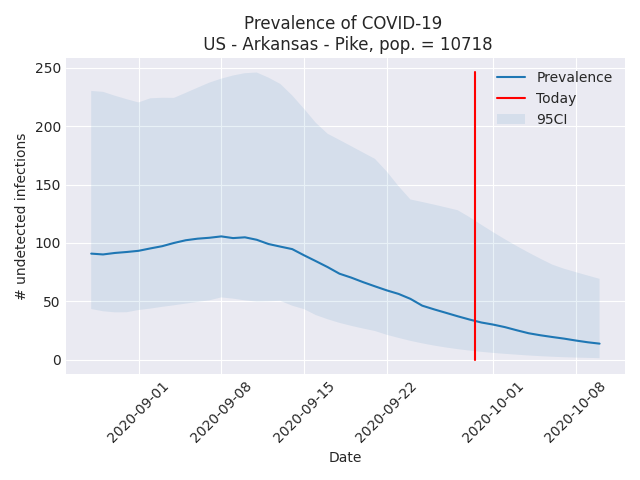 Prevalence of COVID-19
US - Arkansas - Pike, pop. = 10718
250
200
150
100
50
0
# undetected infections
Prevalence
Today
95CI
2020-09-01
2020-09-08
2020-09-15
2020-09-22
2020-10-01
2020-10-08
Date